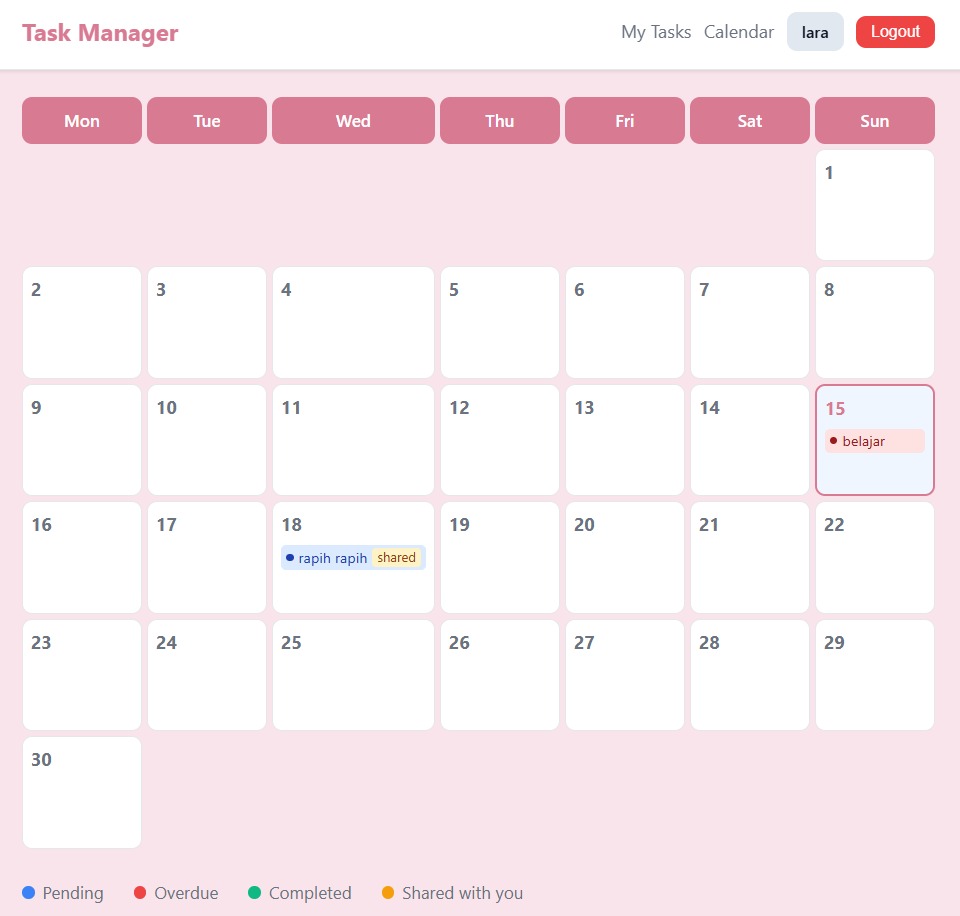 Task Manager My Tasks Calendar lara Logout
Mon Tue Wed Thu Fri Sat Sun
1
2 3 4 5 6 7 8
9 10 11 12 13 14 15
belajar
16 17 18 19 20 21 22
rapih rapih shared
23 24 25 26 27 28 29
30
Pending Overdue Completed Shared with you